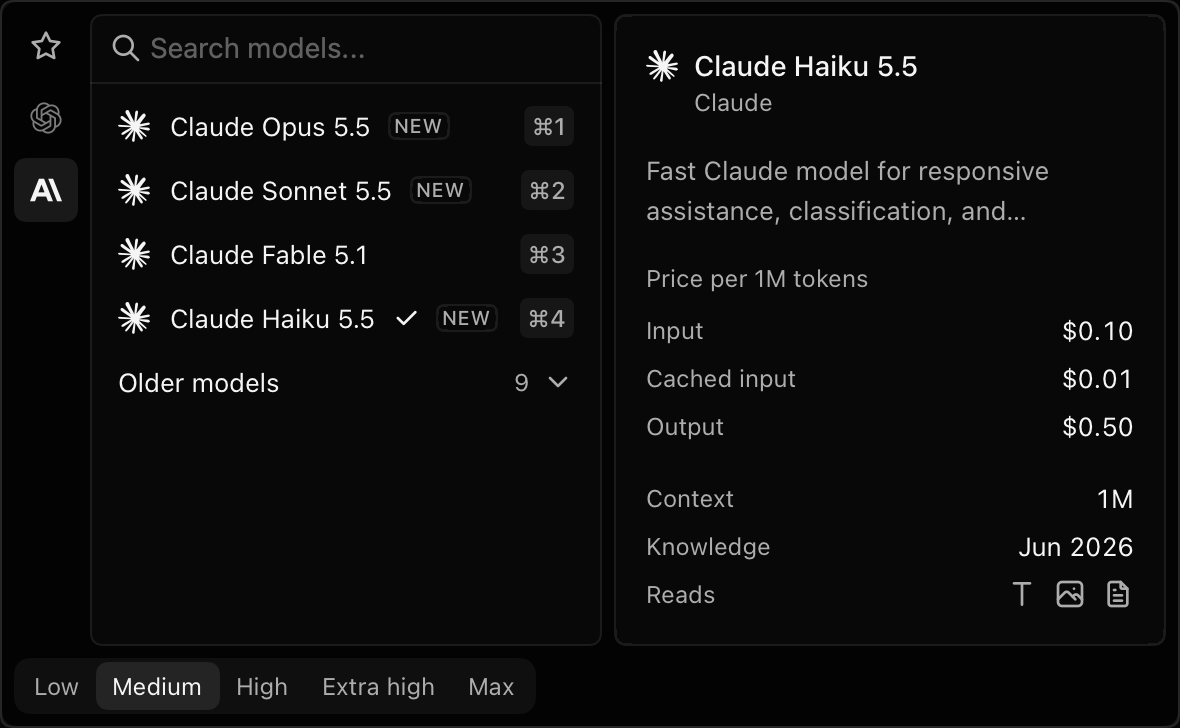 Search models...
Claude Opus 5.5 NEW ⌘1
Claude Sonnet 5.5 NEW ⌘2
Claude Fable 5.1 ⌘3
Claude Haiku 5.5 NEW ⌘4
Older models 9
Claude Haiku 5.5
Claude
Fast Claude model for responsive
assistance, classification, and...
Price per 1M tokens
Input $0.10
Cached input $0.01
Output $0.50
Context 1M
Knowledge Jun 2026
Reads
Low Medium High Extra high Max